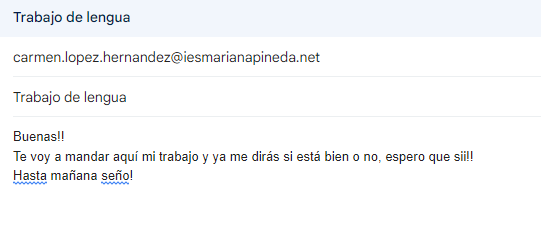 Trabajo de lengua
carmen.lopez.hernandez@iesmarianapineda.net
Trabajo de lengua
Buenas!!
Te voy a mandar aquí mi trabajo y ya me dirás si está bien o no, espero que sii!!
Hasta mañana seño!